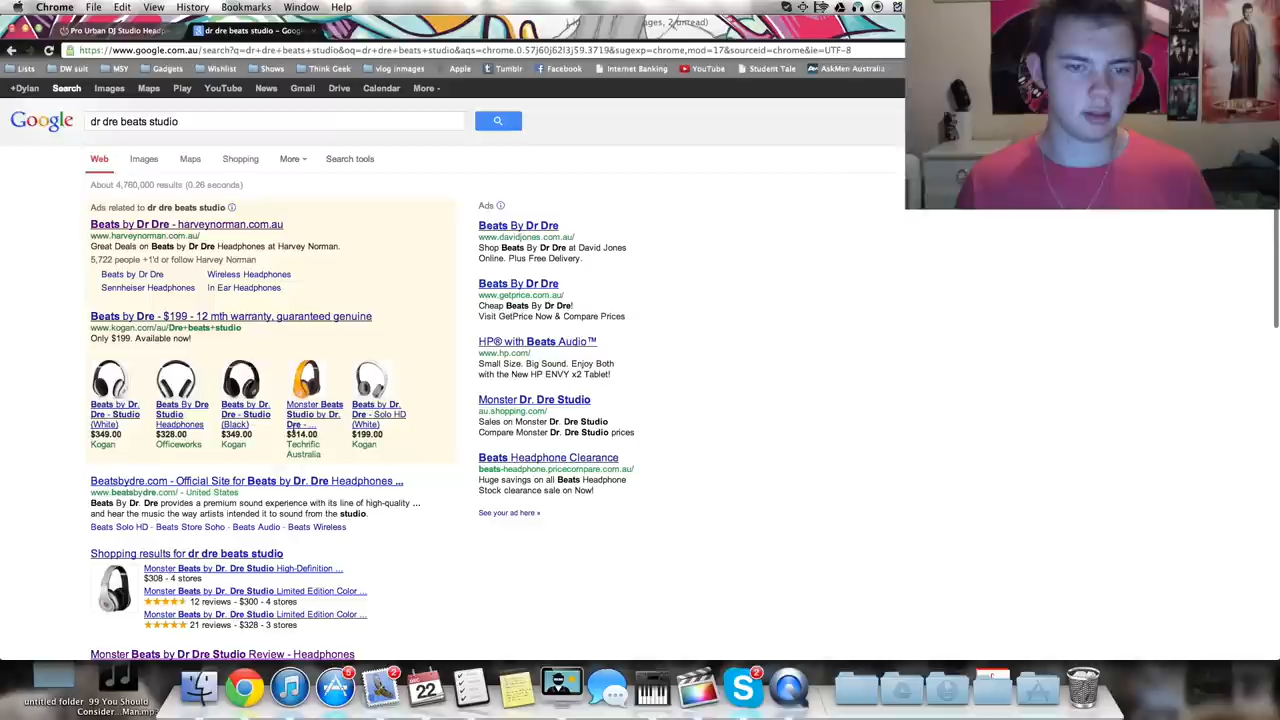 Chrome File Edit View History Bookmarks Window Help
Pro Urban DJ Studio Headp
dr dre beats studio – Googl
ages, 2 unread)
https://www.google.com.au/search?q=dr+dre+beats+studio&oq=dr+dre+beats+studio&aqs=chrome.0.57j60j62l3j59.3719&sugexp=chrome,mod=17&sourceid=chrome&ie=UTF-8
Lists DW suit MSY Gadgets Wishlist Shows Think Geek vlog inmages Apple Tumblr Facebook Internet Banking YouTube Student Tale AskMen Australia
+Dylan Search Images Maps Play YouTube News Gmail Drive Calendar More
Google dr dre beats studio
Web Images Maps Shopping More Search tools
About 4,760,000 results (0.26 seconds)
Ads related to dr dre beats studio
Beats by Dr Dre - harveynorman.com.au
www.harveynorman.com.au/
Great Deals on Beats by Dr Dre Headphones at Harvey Norman.
5,722 people +1'd or follow Harvey Norman
Beats by Dr Dre Wireless Headphones
Sennheiser Headphones In Ear Headphones
Beats by Dre - $199 - 12 mth warranty, guaranteed genuine
www.kogan.com/au/Dre+beats+studio
Only $199. Available now!
Beats by Dr. Dre - Studio (White)
$349.00
Kogan
Beats By Dre Studio Headphones
$328.00
Officeworks
Beats by Dr. Dre - Studio (Black)
$349.00
Kogan
Monster Beats Studio by Dr. Dre - ...
$314.00
Techrific Australia
Beats by Dr. Dre - Solo HD (White)
$199.00
Kogan
Beatsbydre.com - Official Site for Beats by Dr. Dre Headphones ...
www.beatsbydre.com/ - United States
Beats By Dr. Dre provides a premium sound experience with its line of high-quality ...
and hear the music the way artists intended it to sound from the studio.
Beats Solo HD - Beats Store Soho - Beats Audio - Beats Wireless
Shopping results for dr dre beats studio
Monster Beats by Dr. Dre Studio High-Definition ...
$308 - 4 stores
Monster Beats by Dr. Dre Studio Limited Edition Color ...
12 reviews - $300 - 4 stores
Monster Beats by Dr. Dre Studio Limited Edition Color ...
21 reviews - $328 - 3 stores
Monster Beats by Dr Dre Studio Review - Headphones
Ads
Beats By Dr Dre
www.davidjones.com.au/
Shop Beats By Dr Dre at David Jones
Online. Plus Free Delivery.
Beats By Dr Dre
www.getprice.com.au/
Cheap Beats By Dr Dre!
Visit GetPrice Now & Compare Prices
HP® with Beats Audio™
www.hp.com/
Small Size. Big Sound. Enjoy Both
with the New HP ENVY x2 Tablet!
Monster Dr. Dre Studio
au.shopping.com/
Sales on Monster Dr. Dre Studio
Compare Monster Dr. Dre Studio prices
Beats Headphone Clearance
beats-headphone.pricecompare.com.au/
Huge savings on all Beats Headphone
Stock clearance sale on Now!
See your ad here »
5 2 DEC 22 2
untitled folder
99 You Should
Consider...Man.mp3